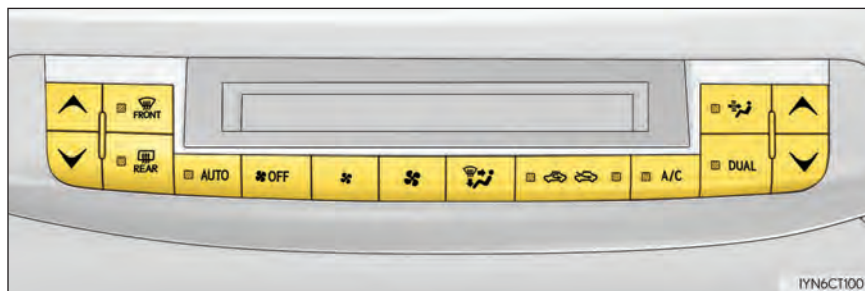 FRONT
REAR
AUTO
OFF
A/C
DUAL
IYN6CT100